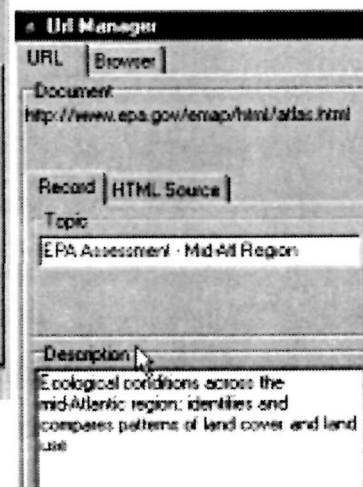 Url Manager
URL Browser
Document
http://www.epa.gov/emap/html/atlas.html
Record HTML Source
Topic
EPA Assessment - Mid-Atl Region
Description
Ecological conditions across the
mid-Atlantic region: identifies and
compares patterns of land cover and land
use